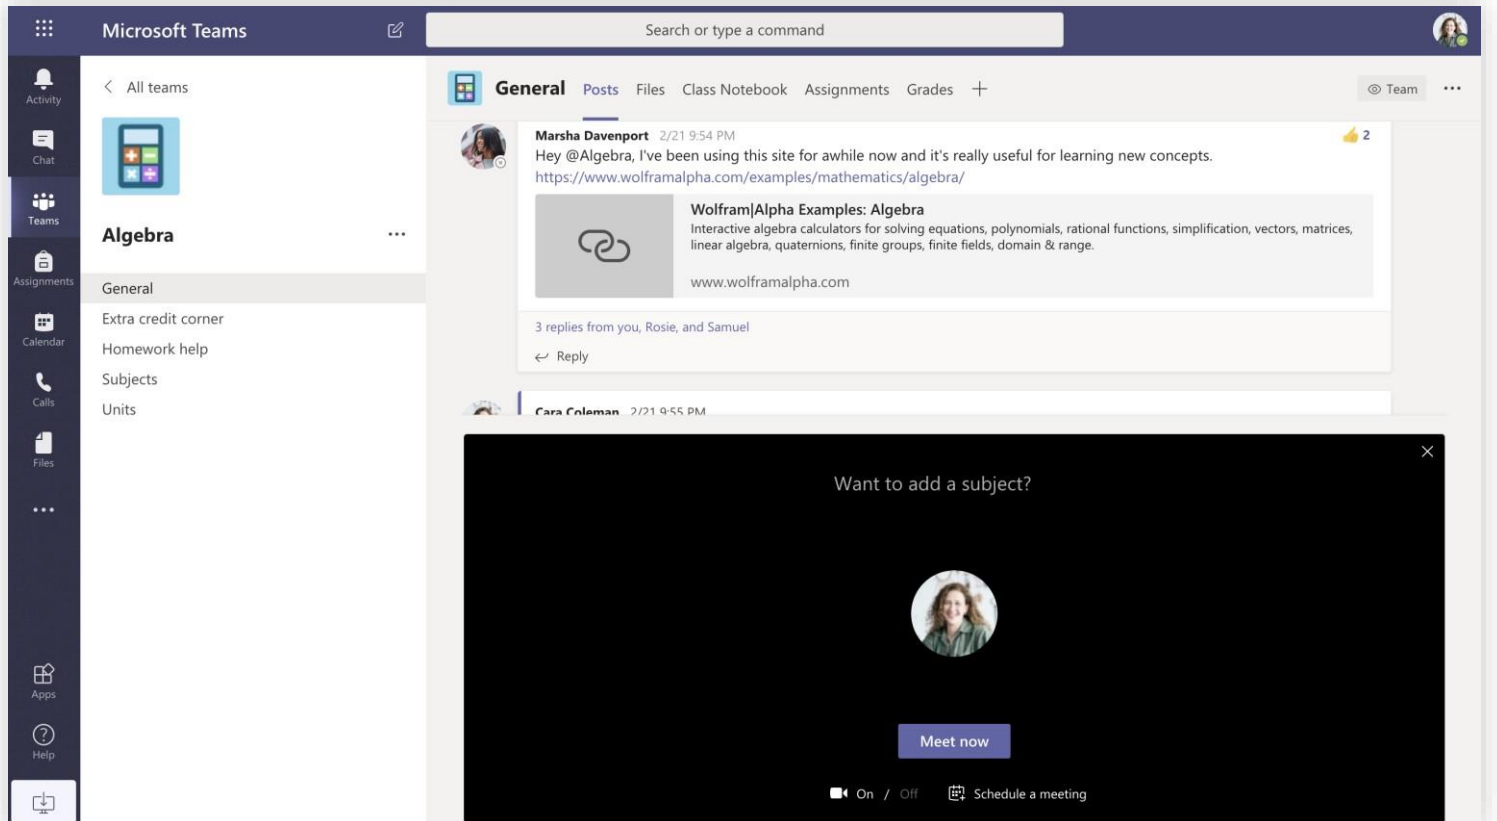 Microsoft Teams
Search or type a command
Activity
Chat
Teams
Assignments
Calendar
Calls
Files
Apps
Help
All teams
Algebra
General
Extra credit corner
Homework help
Subjects
Units
General Posts Files Class Notebook Assignments Grades
Team
Marsha Davenport 2/21 9:54 PM
2
Hey @Algebra, I've been using this site for awhile now and it's really useful for learning new concepts.
https://www.wolframalpha.com/examples/mathematics/algebra/
Wolfram|Alpha Examples: Algebra
Interactive algebra calculators for solving equations, polynomials, rational functions, simplification, vectors, matrices,
linear algebra, quaternions, finite groups, finite fields, domain & range.
www.wolframalpha.com
3 replies from you, Rosie, and Samuel
Reply
Cara Coleman 2/21 9:55 PM
Want to add a subject?
Meet now
On / Off Schedule a meeting